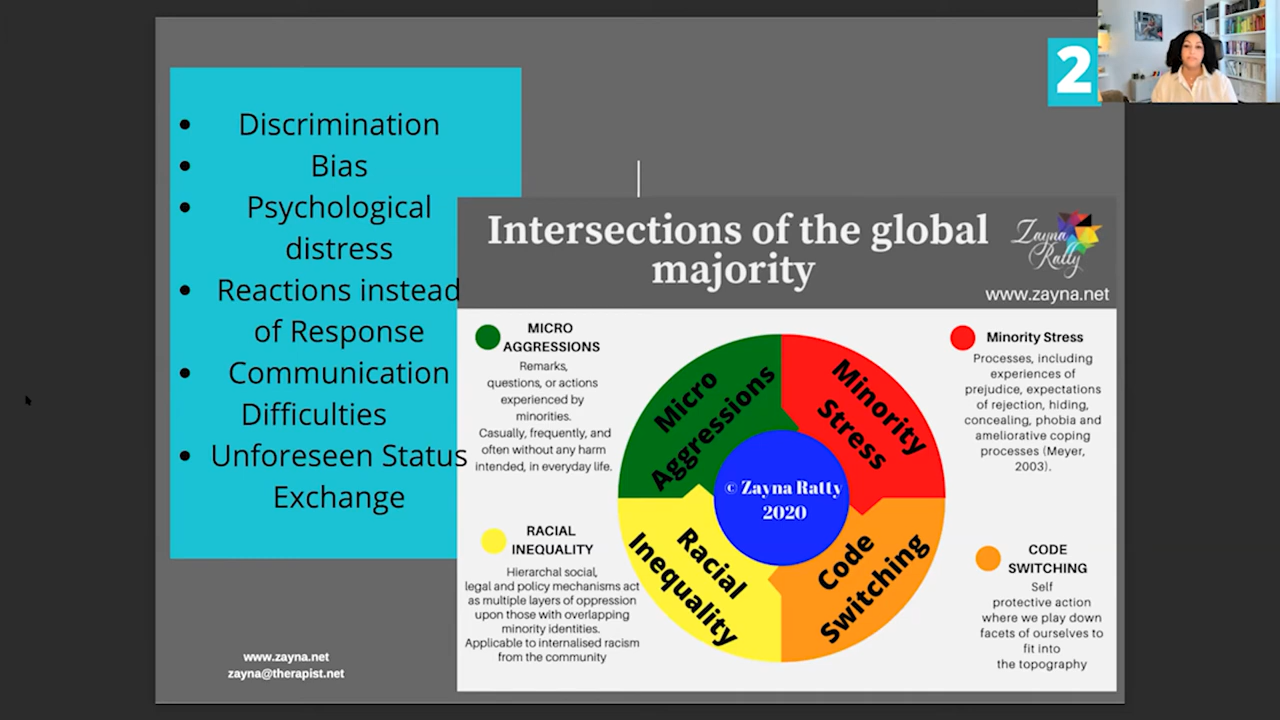 2
Discrimination
Bias
Psychological
distress
Reactions instead
of Response
Communication
Difficulties
Unforeseen Status
Exchange
www.zayna.net
zayna@therapist.net
Intersections of the global
majority
Zayna
Ratty
www.zayna.net
MICRO
AGGRESSIONS
Remarks,
questions, or actions
experienced by
minorities.
Casually, frequently, and
often without any harm
intended, in everyday life.
Minority Stress
Processes, including
experiences of
prejudice, expectations
of rejection, hiding,
concealing, phobia and
ameliorative coping
processes (Meyer,
2003).
Micro
Aggressions
Minority
Stress
© Zayna Ratty
2020
Racial
Inequality
Code
Switching
RACIAL
INEQUALITY
Hierarchal social,
legal and policy mechanisms act
as multiple layers of oppression
upon those with overlapping
minority identities.
Applicable to internalised racism
from the community
CODE
SWITCHING
Self
protective action
where we play down
facets of ourselves to
fit into
the topography